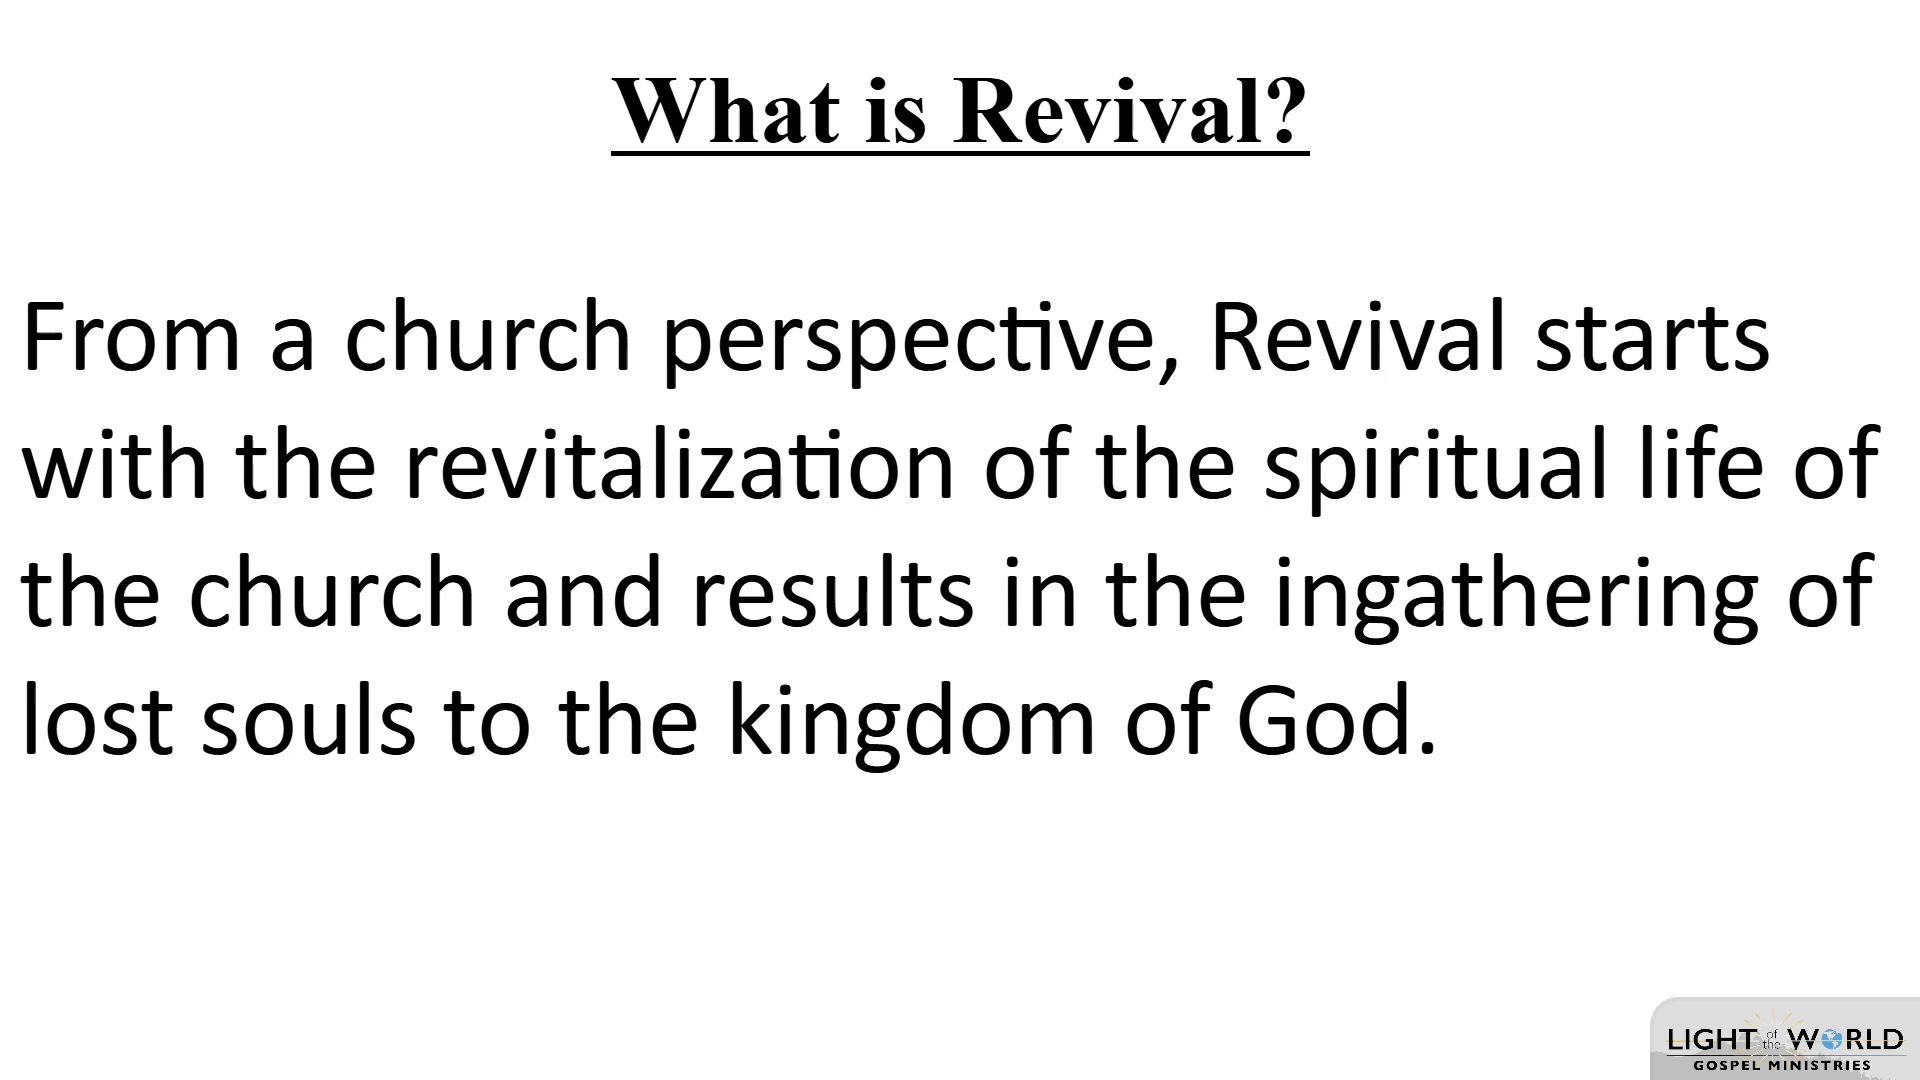 What is Revival?
From a church perspective, Revival starts
with the revitalization of the spiritual life of
the church and results in the ingathering of
lost souls to the kingdom of God.
LIGHT of the WORLD
GOSPEL MINISTRIES